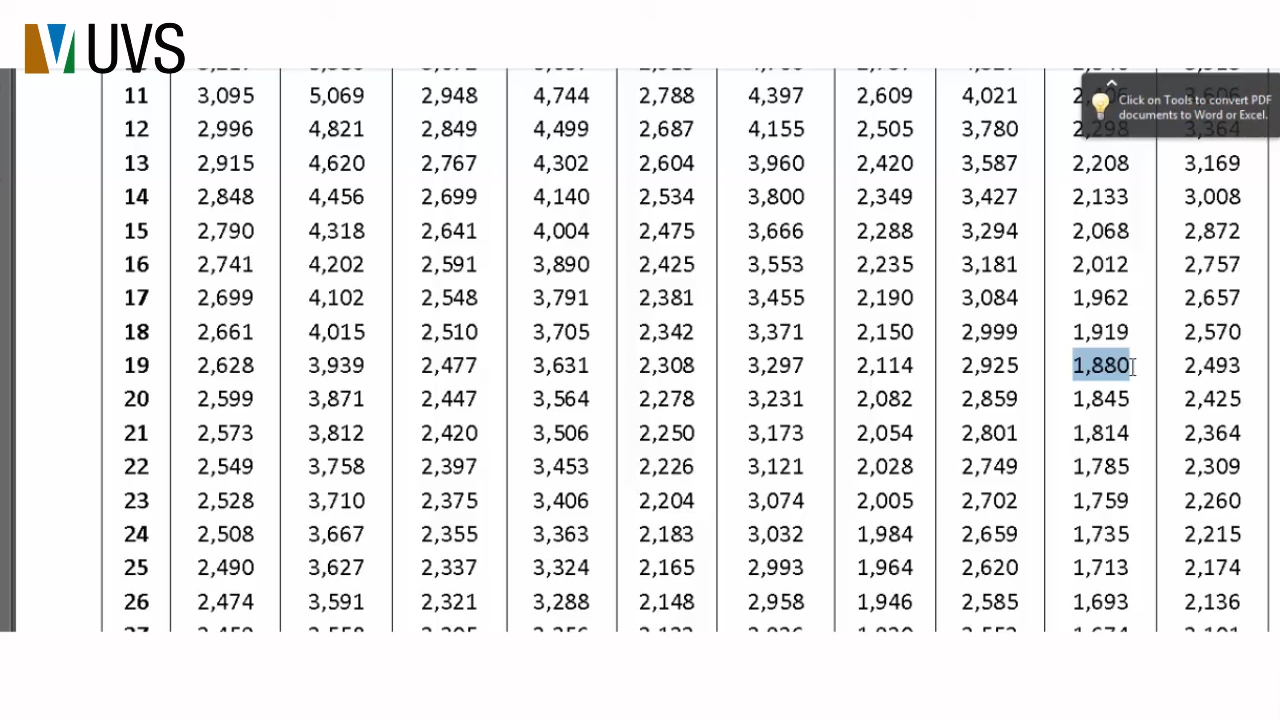 UVS
11 3,095 5,069 2,948 4,744 2,788 4,397 2,609 4,021
12 2,996 4,821 2,849 4,499 2,687 4,155 2,505 3,780 2,298 3,364
13 2,915 4,620 2,767 4,302 2,604 3,960 2,420 3,587 2,208 3,169
14 2,848 4,456 2,699 4,140 2,534 3,800 2,349 3,427 2,133 3,008
15 2,790 4,318 2,641 4,004 2,475 3,666 2,288 3,294 2,068 2,872
16 2,741 4,202 2,591 3,890 2,425 3,553 2,235 3,181 2,012 2,757
17 2,699 4,102 2,548 3,791 2,381 3,455 2,190 3,084 1,962 2,657
18 2,661 4,015 2,510 3,705 2,342 3,371 2,150 2,999 1,919 2,570
19 2,628 3,939 2,477 3,631 2,308 3,297 2,114 2,925 1,880 2,493
20 2,599 3,871 2,447 3,564 2,278 3,231 2,082 2,859 1,845 2,425
21 2,573 3,812 2,420 3,506 2,250 3,173 2,054 2,801 1,814 2,364
22 2,549 3,758 2,397 3,453 2,226 3,121 2,028 2,749 1,785 2,309
23 2,528 3,710 2,375 3,406 2,204 3,074 2,005 2,702 1,759 2,260
24 2,508 3,667 2,355 3,363 2,183 3,032 1,984 2,659 1,735 2,215
25 2,490 3,627 2,337 3,324 2,165 2,993 1,964 2,620 1,713 2,174
26 2,474 3,591 2,321 3,288 2,148 2,958 1,946 2,585 1,693 2,136
Click on Tools to convert PDF
documents to Word or Excel.